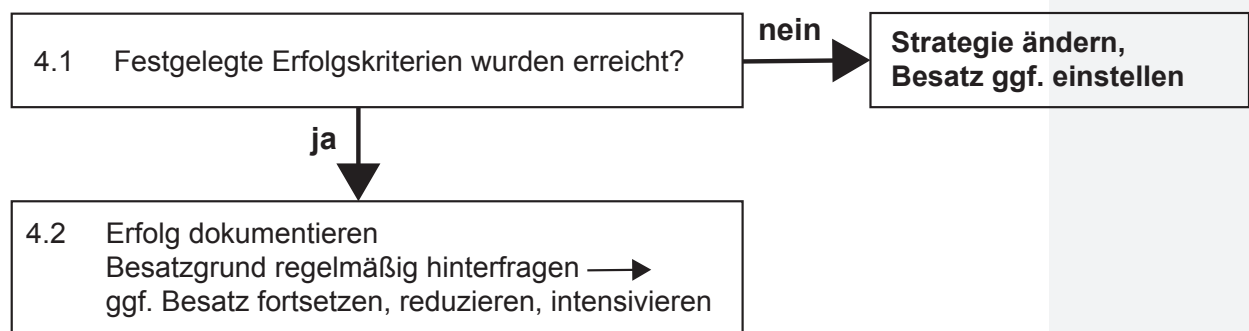 4.1 Festgelegte Erfolgskriterien wurden erreicht?
nein
Strategie ändern,
Besatz ggf. einstellen
ja
4.2 Erfolg dokumentieren
Besatzgrund regelmäßig hinterfragen
ggf. Besatz fortsetzen, reduzieren, intensivieren